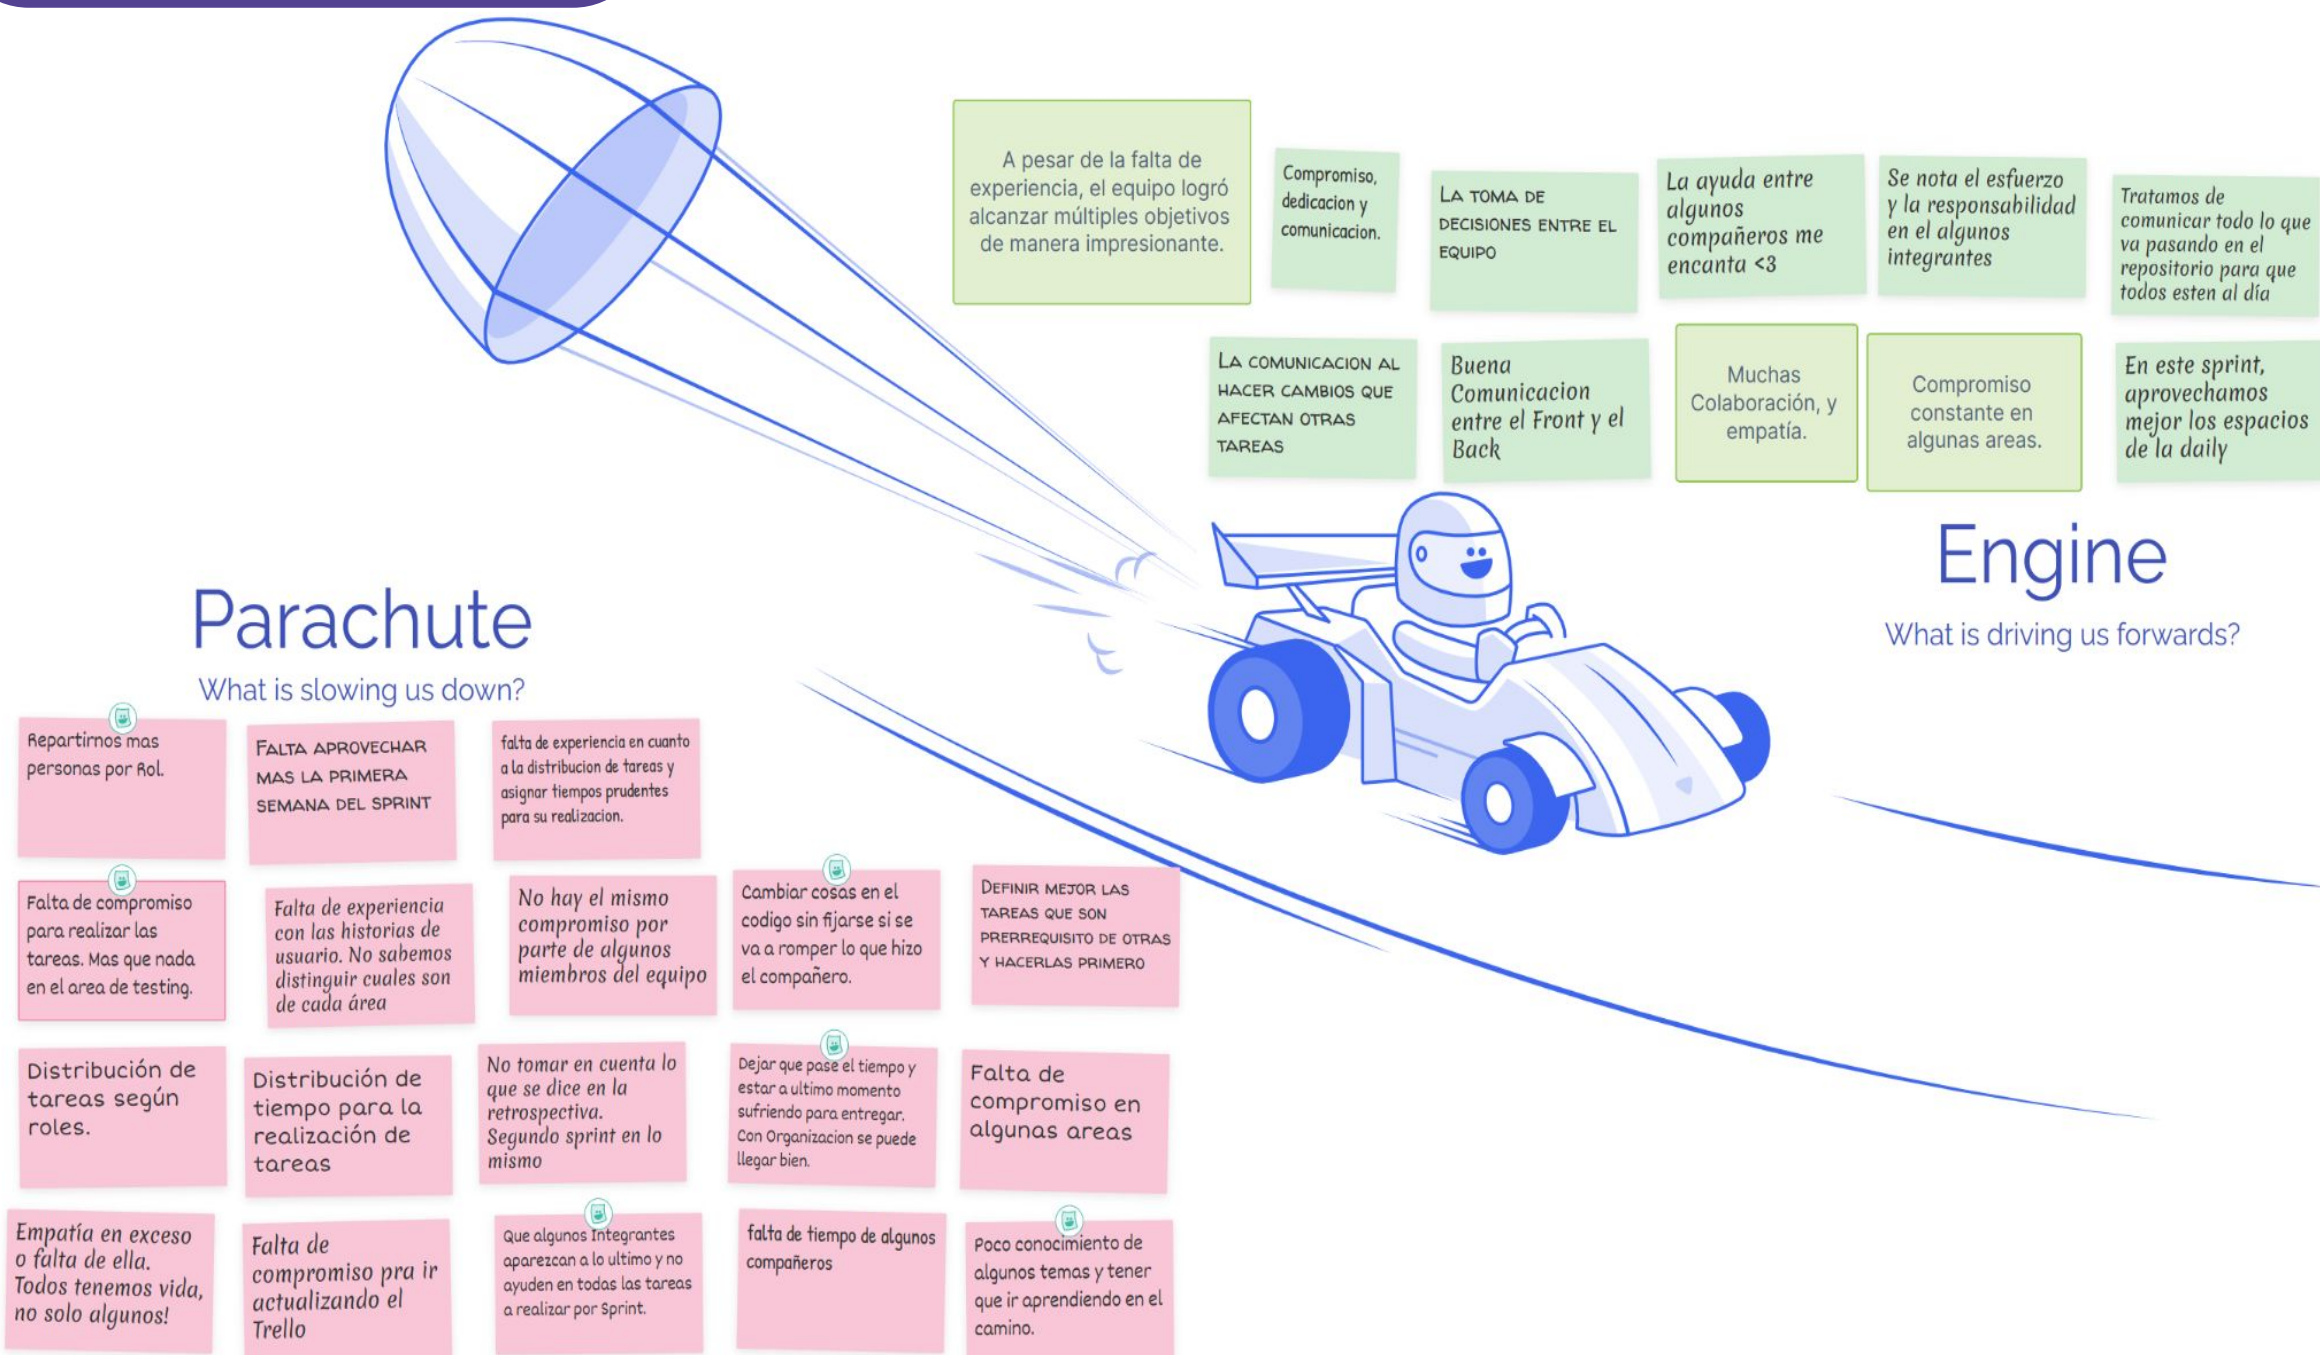 A pesar de la falta de
experiencia, el equipo logró
alcanzar múltiples objetivos
de manera impresionante.
Compromiso,
dedicacion y
comunicacion.
LA TOMA DE
DECISIONES ENTRE EL
EQUIPO
La ayuda entre
algunos
compañeros me
encanta <3
Se nota el esfuerzo
y la responsabilidad
en el algunos
integrantes
Tratamos de
comunicar todo lo que
va pasando en el
repositorio para que
todos esten al día
LA COMUNICACION AL
HACER CAMBIOS QUE
AFECTAN OTRAS
TAREAS
Buena
Comunicacion
entre el Front y el
Back
Muchas
Colaboración, y
empatía.
Compromiso
constante en
algunas areas.
En este sprint,
aprovechamos
mejor los espacios
de la daily
Engine
What is driving us forwards?
Parachute
What is slowing us down?
Repartirnos mas
personas por Rol.
FALTA APROVECHAR
MAS LA PRIMERA
SEMANA DEL SPRINT
falta de experiencia en cuanto
a la distribucion de tareas y
asignar tiempos prudentes
para su realizacion.
Falta de compromiso
para realizar las
tareas. Mas que nada
en el area de testing.
Falta de experiencia
con las historias de
usuario. No sabemos
distinguir cuales son
de cada área
No hay el mismo
compromiso por
parte de algunos
miembros del equipo
Cambiar cosas en el
codigo sin fijarse si se
va a romper lo que hizo
el compañero.
DEFINIR MEJOR LAS
TAREAS QUE SON
PRERREQUISITO DE OTRAS
Y HACERLAS PRIMERO
Distribución de
tareas según
roles.
Distribución de
tiempo para la
realización de
tareas
No tomar en cuenta lo
que se dice en la
retrospectiva.
Segundo sprint en lo
mismo
Dejar que pase el tiempo y
estar a ultimo momento
sufriendo para entregar.
Con Organizacion se puede
llegar bien.
Falta de
compromiso en
algunas areas
Empatía en exceso
o falta de ella.
Todos tenemos vida,
no solo algunos!
Falta de
compromiso pra ir
actualizando el
Trello
Que algunos Integrantes
aparezcan a lo ultimo y no
ayuden en todas las tareas
a realizar por Sprint.
falta de tiempo de algunos
compañeros
Poco conocimiento de
algunos temas y tener
que ir aprendiendo en el
camino.